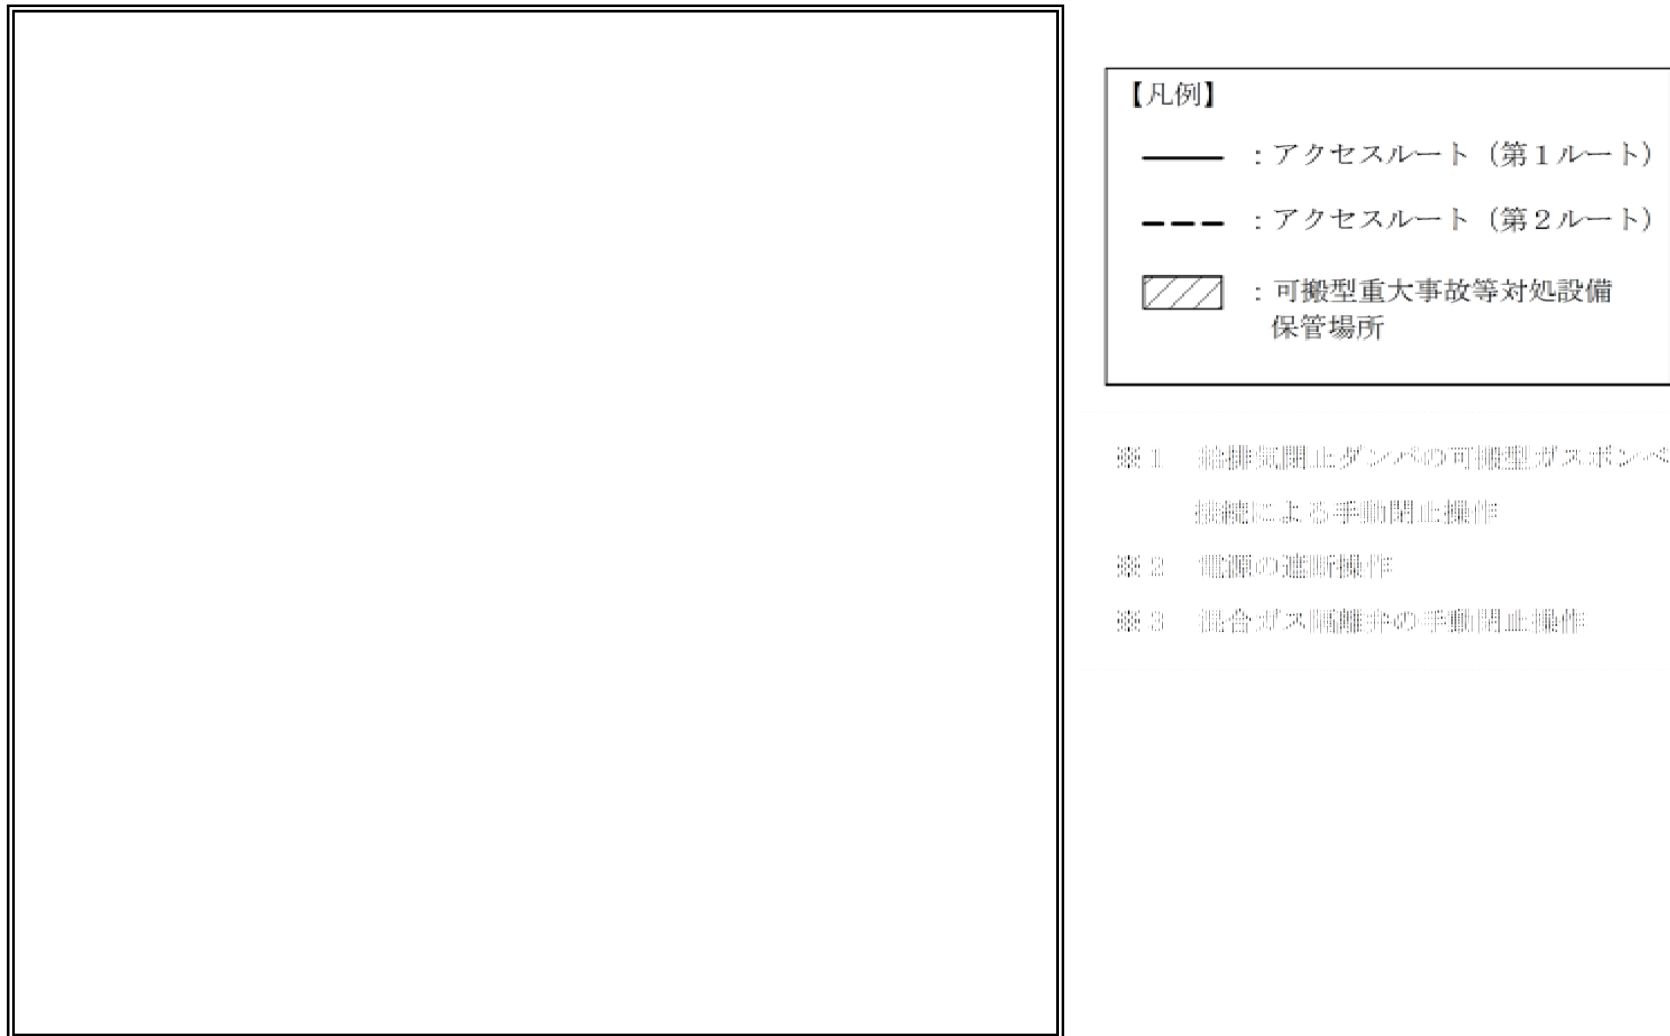 【凡例】
：アクセスルート（第１ルート）
：アクセスルート（第２ルート）
：可搬型重大事故等対処設備
保管場所
※１　給排気閉止ダンパの可搬型ガスボンベ
接続による手動閉止操作
※２　電源の遮断操作
※３　混合ガス隔離弁の手動閉止操作